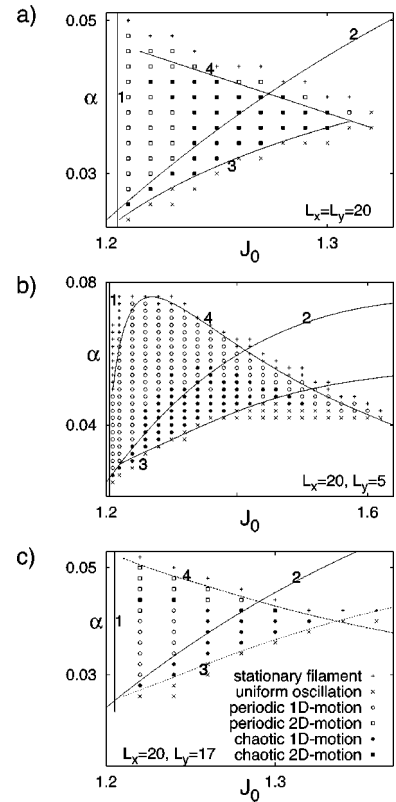 a)
0.05
α
0.03
1
2
4
3
L_x=L_y=20
1.2
1.3
J_0
b)
0.08
α
0.04
1
2
4
3
L_x=20, L_y=5
1.2
1.6
J_0
c)
0.05
α
0.03
1
2
4
3
stationary filament +
uniform oscillation ×
periodic 1D-motion ○
periodic 2D-motion □
chaotic 1D-motion ●
chaotic 2D-motion ■
L_x=20, L_y=17
1.2
1.3
J_0